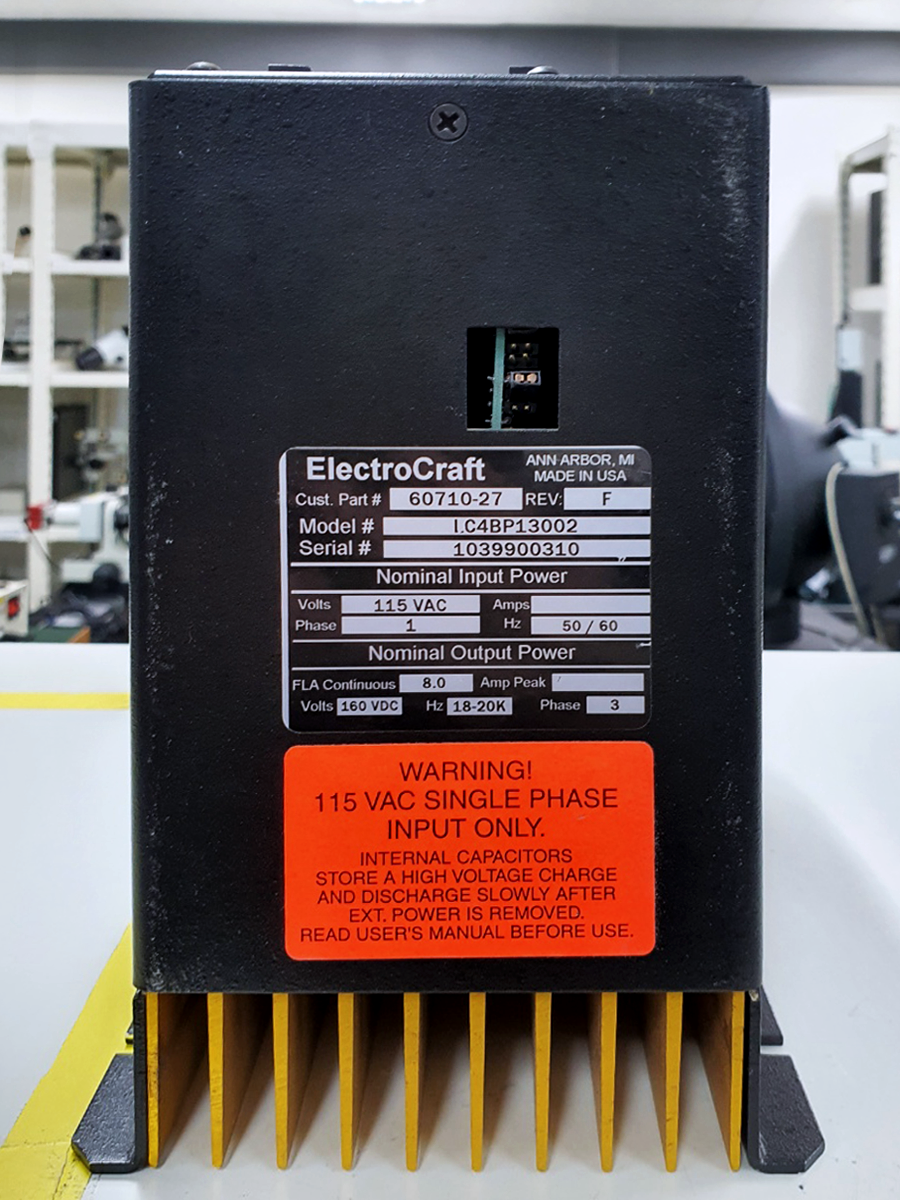 ElectroCraft ANN ARBOR, MI
MADE IN USA
Cust. Part # 60710-27 REV: F
Model # LC4BP13002
Serial # 1039900310
Nominal Input Power
Volts 115 VAC Amps
Phase 1 Hz 50 / 60
Nominal Output Power
FLA Continuous 8.0 Amp Peak
Volts 160 VDC Hz 18-20K Phase 3
WARNING!
115 VAC SINGLE PHASE
INPUT ONLY.
INTERNAL CAPACITORS
STORE A HIGH VOLTAGE CHARGE
AND DISCHARGE SLOWLY AFTER
EXT. POWER IS REMOVED.
READ USER'S MANUAL BEFORE USE.